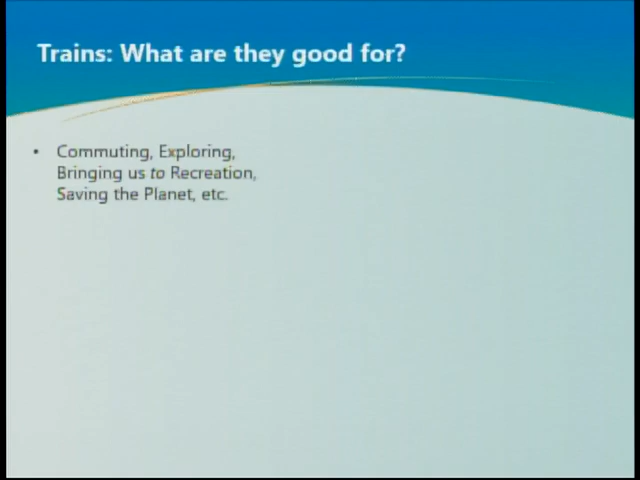 Trains: What are they good for?
• Commuting, Exploring,
Bringing us to Recreation,
Saving the Planet, etc.